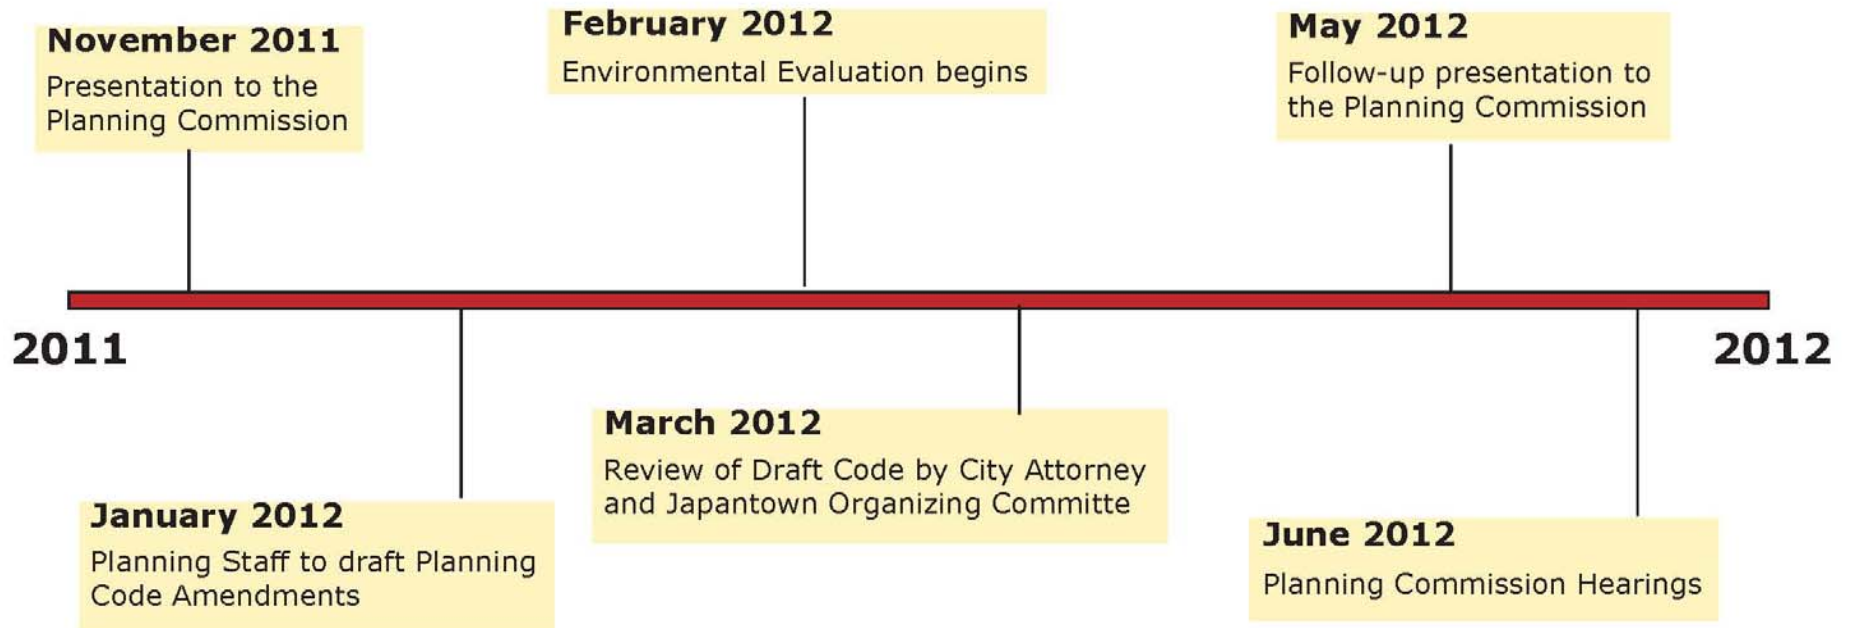 November 2011
Presentation to the
Planning Commission
February 2012
Environmental Evaluation begins
May 2012
Follow-up presentation to
the Planning Commission
2011
2012
January 2012
Planning Staff to draft Planning
Code Amendments
March 2012
Review of Draft Code by City Attorney
and Japantown Organizing Committe
June 2012
Planning Commission Hearings